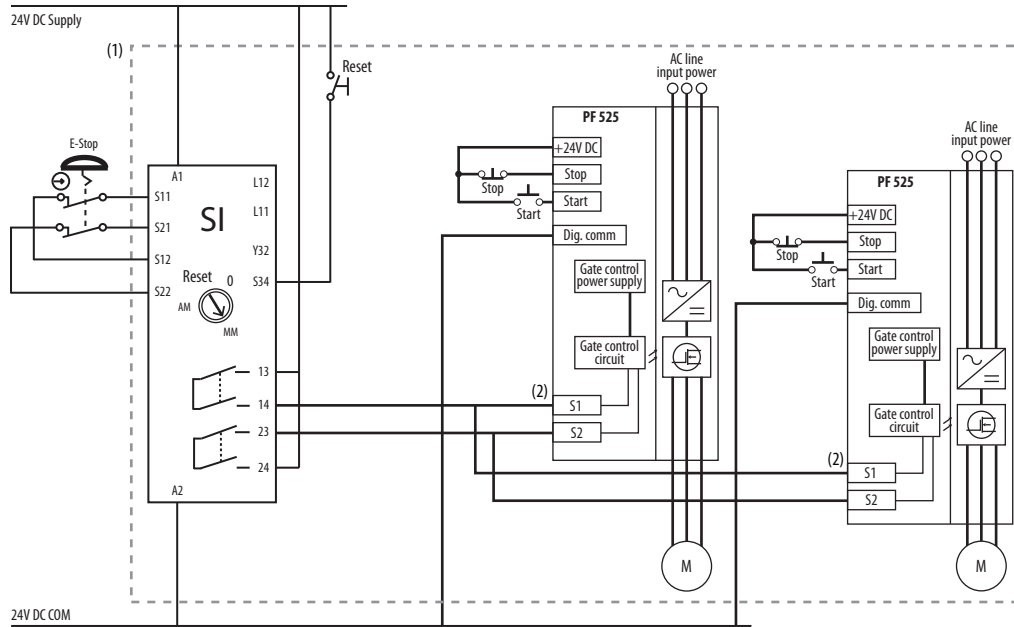 24V DC Supply
(1)
Reset
E-Stop
A1
L12
S11
L11
S21
SI
Y32
S12
S34
S22
Reset
0
AM
MM
13
14
23
24
A2
AC line
input power
PF 525
+24V DC
Stop
Stop
Start
Start
Dig. comm
Gate control
power supply
Gate control
circuit
(2)
S1
S2
M
AC line
input power
PF 525
+24V DC
Stop
Stop
Start
Start
Dig. comm
Gate control
power supply
Gate control
circuit
(2)
S1
S2
M
24V DC COM